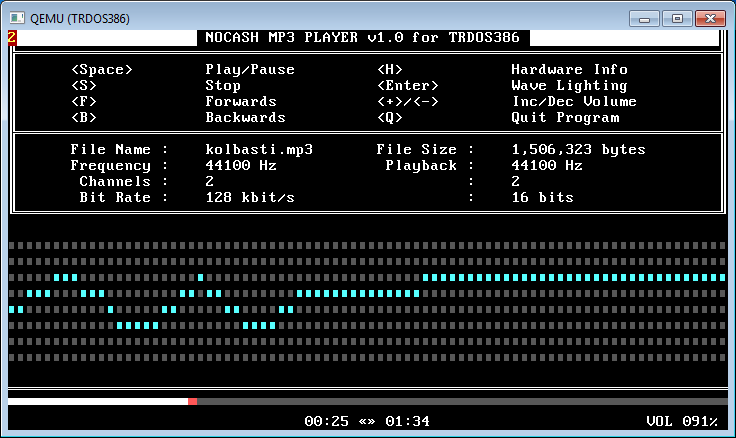 QEMU (TRDOS386)
2 NOCASH MP3 PLAYER v1.0 for TRDOS386
<Space> Play/Pause <H> Hardware Info
<S> Stop <Enter> Wave Lighting
<F> Forwards <+>/<-> Inc/Dec Volume
<B> Backwards <Q> Quit Program
File Name : kolbasti.mp3 File Size : 1,506,323 bytes
Frequency : 44100 Hz Playback : 44100 Hz
Channels : 2 : 2
Bit Rate : 128 kbit/s : 16 bits
00:25 «» 01:34 VOL 091%